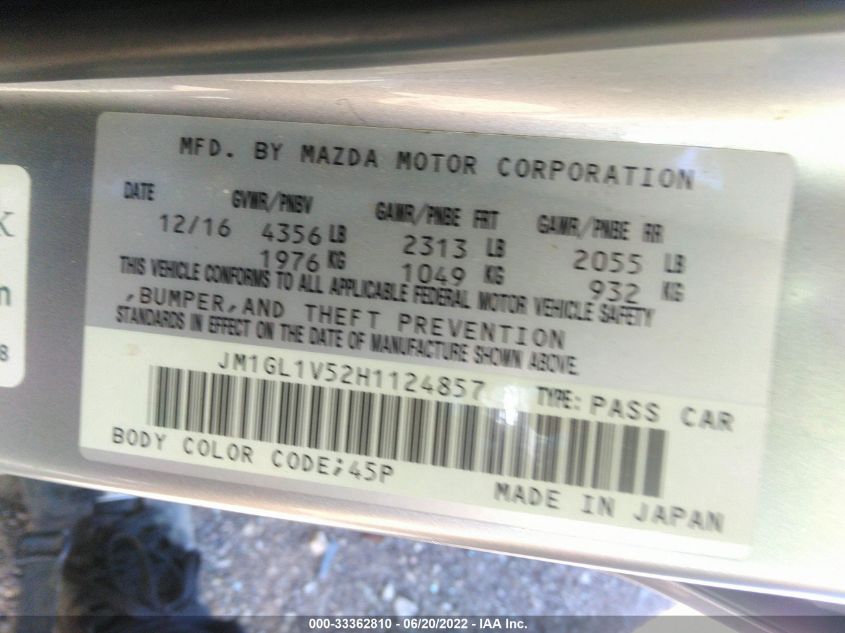 MFD. BY MAZDA MOTOR CORPORATION
DATE GVWR/PNBV GAWR/PNBE FRT GAWR/PNBE RR
12/16 4356 LB 2313 LB 2055 LB
1976 KG 1049 KG 932 KG
THIS VEHICLE CONFORMS TO ALL APPLICABLE FEDERAL MOTOR VEHICLE SAFETY
,BUMPER,AND THEFT PREVENTION
STANDARDS IN EFFECT ON THE DATE OF MANUFACTURE SHOWN ABOVE.
JM1GL1V52H1124857 TYPE: PASS CAR
BODY COLOR CODE;45P
MADE IN JAPAN
k
n
8
000-33362810 - 06/20/2022 - IAA Inc.